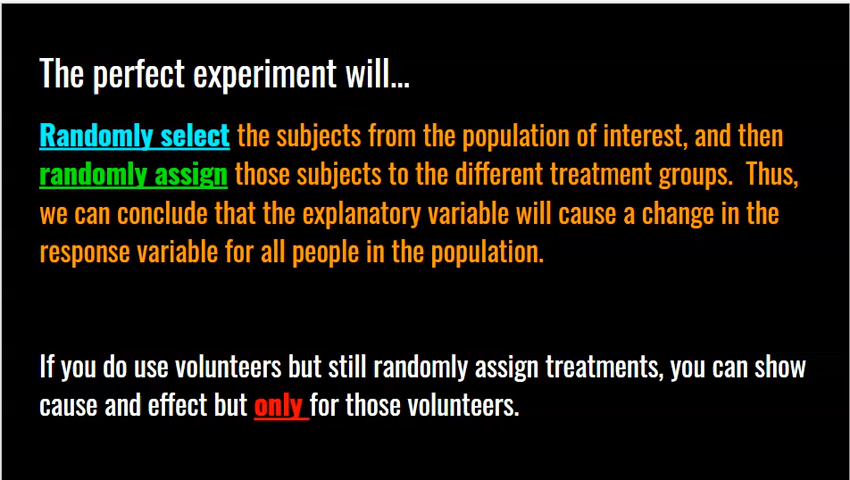 The perfect experiment will...
Randomly select the subjects from the population of interest, and then
randomly assign those subjects to the different treatment groups.  Thus,
we can conclude that the explanatory variable will cause a change in the
response variable for all people in the population.
If you do use volunteers but still randomly assign treatments, you can show
cause and effect but only for those volunteers.